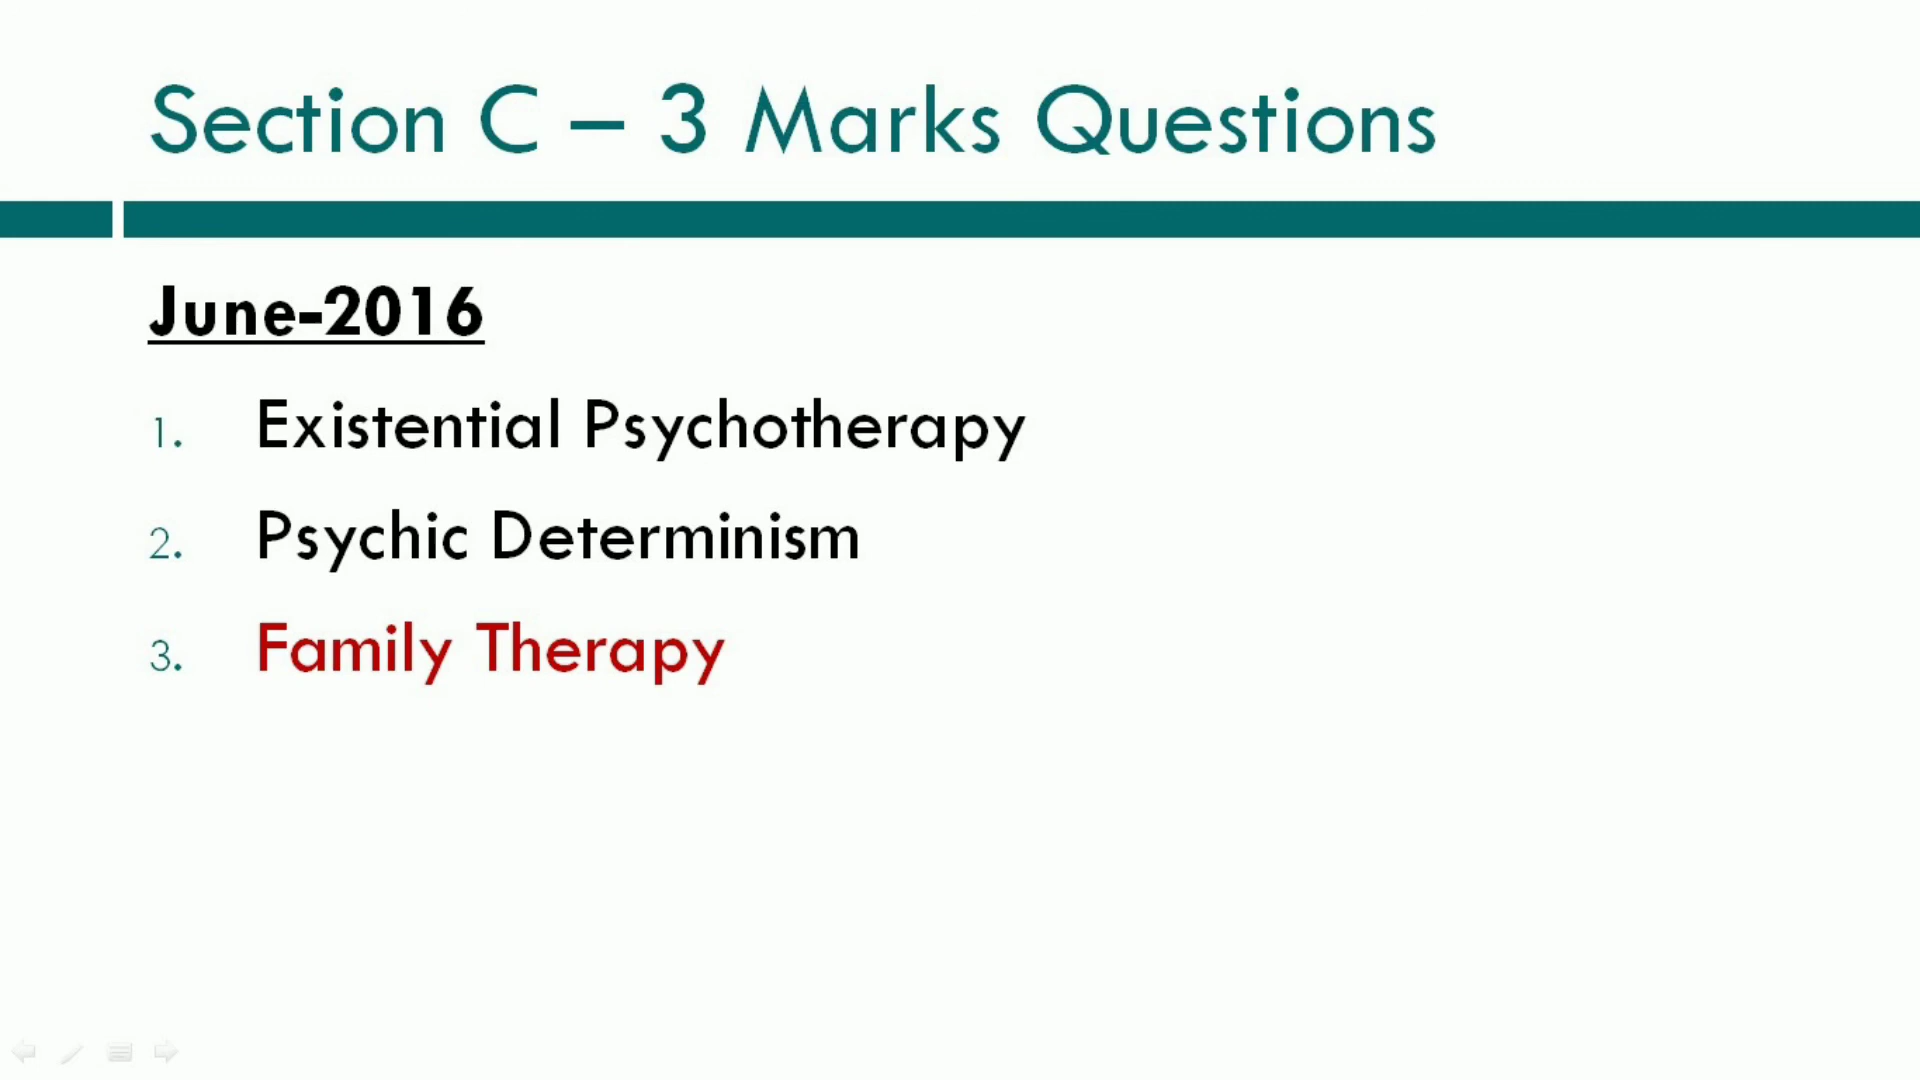 Section C – 3 Marks Questions
June-2016
1. Existential Psychotherapy
2. Psychic Determinism
3. Family Therapy